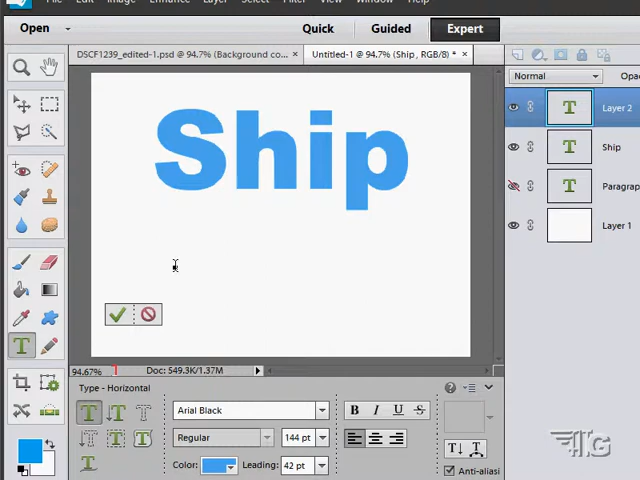 File Edit Image Enhance Layer Select Filter View Window Help
Open
Quick
Guided
Expert
DSCF1239_edited-1.psd @ 94.7% (Background co... ×
Untitled-1 @ 94.7% (Ship , RGB/8) * ×
Normal
Opac
Layer 2
Ship
Ship
Paragrap
Layer 1
94.67%
Doc: 549.3K/1.37M
Type - Horizontal
Arial Black
B I U S
Regular
144 pt
Color:
Leading:
42 pt
Anti-aliasi
TG